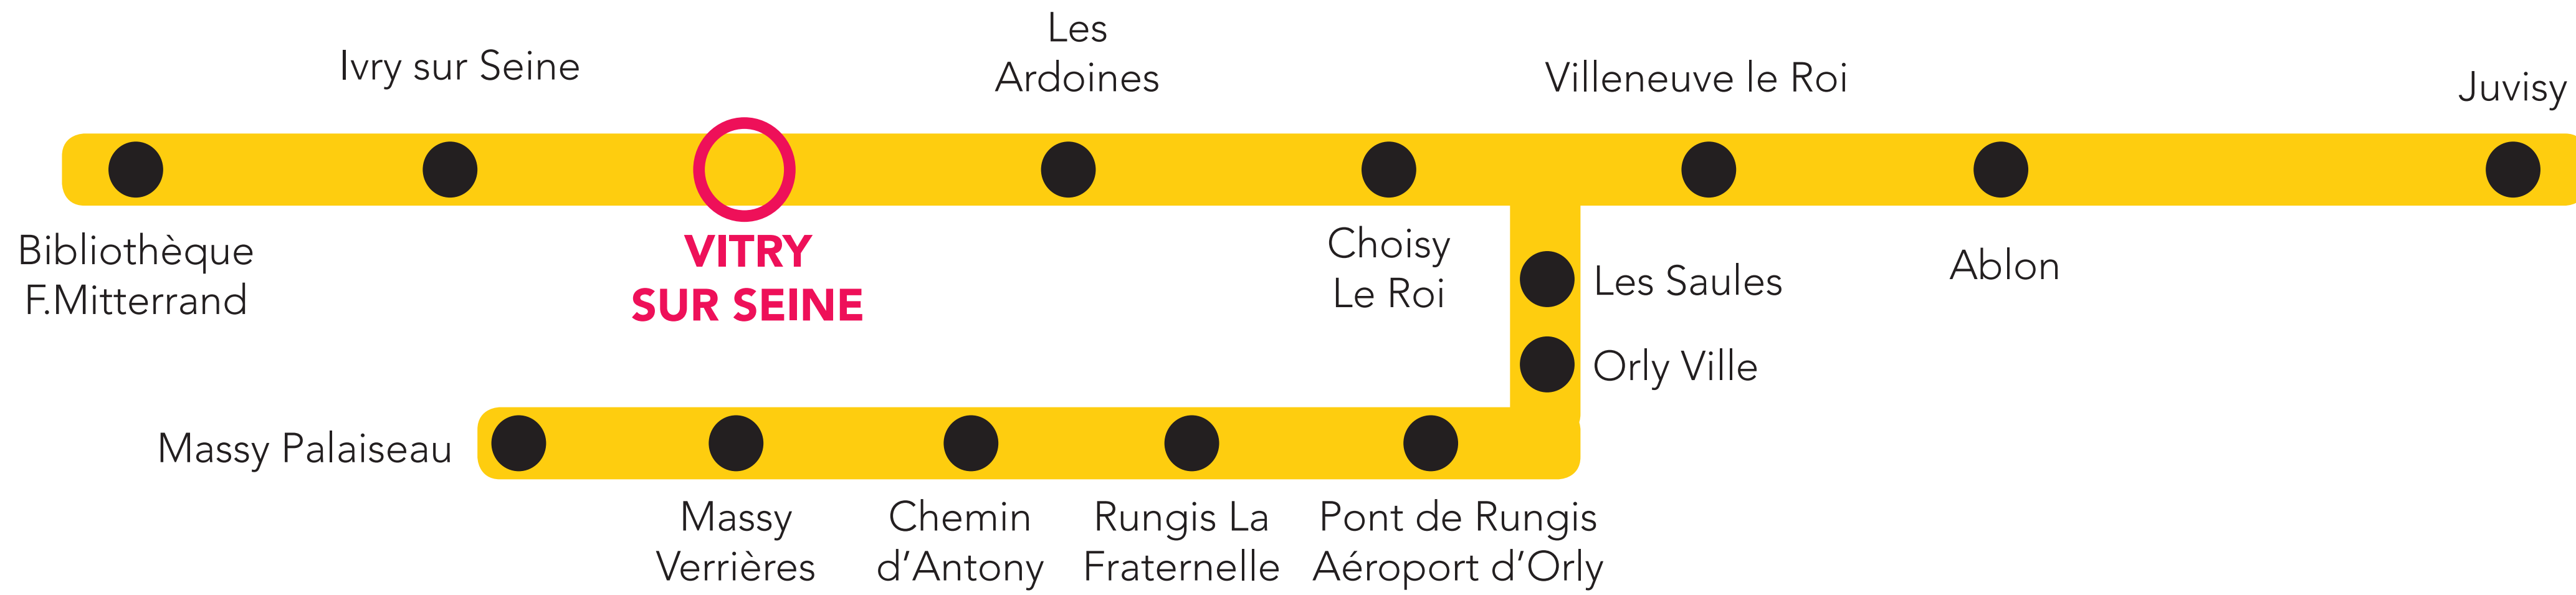 Ivry sur Seine
Les
Ardoines
Villeneuve le Roi
Juvisy
Bibliothèque
F.Mitterrand
VITRY
SUR SEINE
Choisy
Le Roi
Les Saules
Ablon
Orly Ville
Massy Palaiseau
Massy
Verrières
Chemin
d’Antony
Rungis La
Fraternelle
Pont de Rungis
Aéroport d’Orly